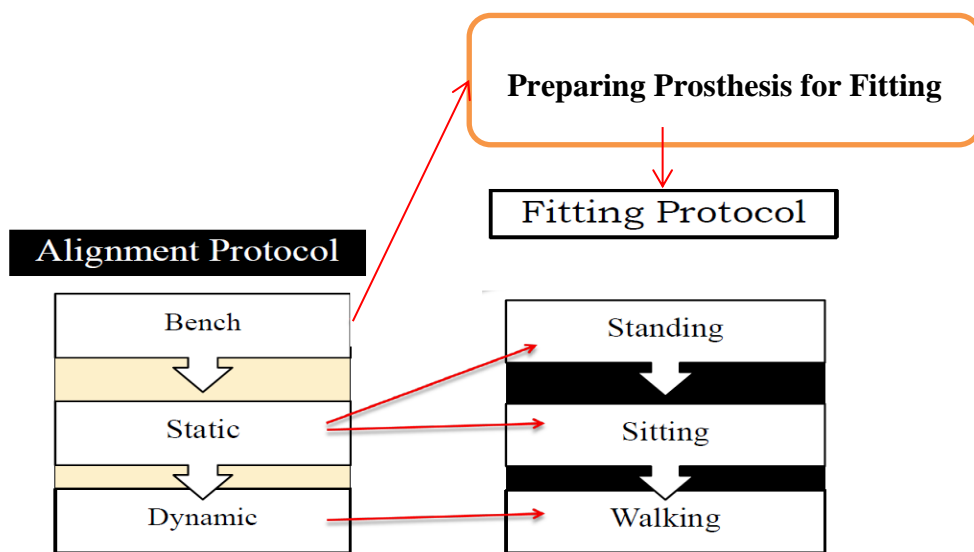 Preparing Prosthesis for Fitting
Fitting Protocol
Alignment Protocol
Bench
Static
Dynamic
Standing
Sitting
Walking